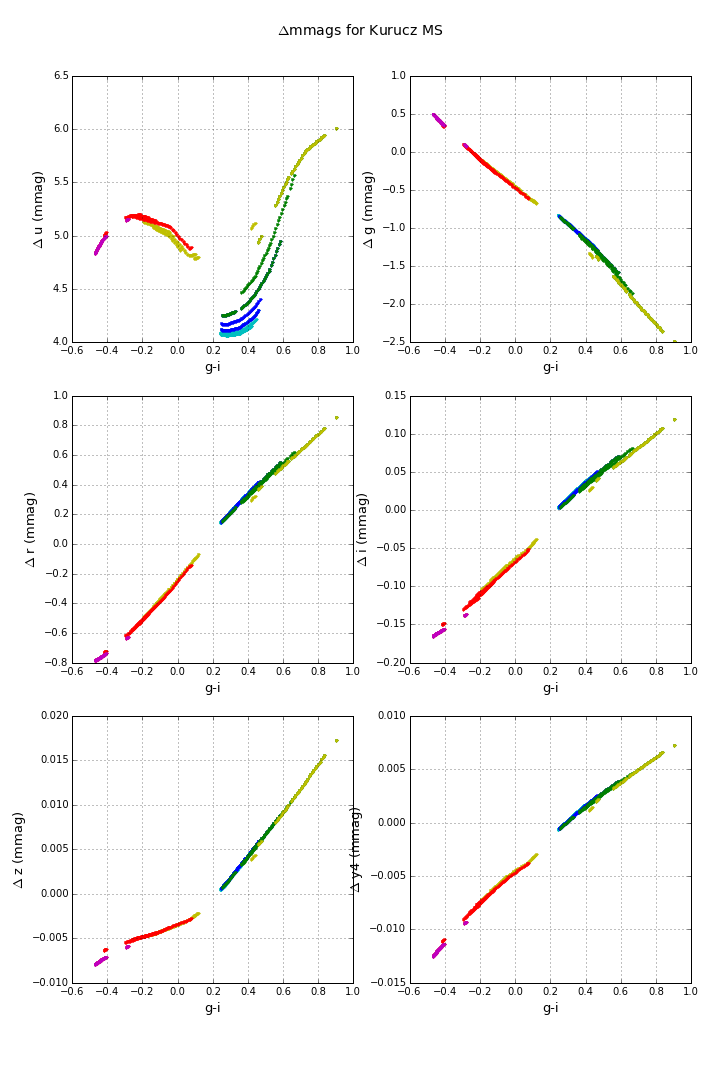 Δmmags for Kurucz MS
6.5
6.0
5.5
5.0
4.5
4.0
Δ u (mmag)
−0.6 −0.4 −0.2 0.0 0.2 0.4 0.6 0.8 1.0
g-i
1.0
0.5
0.0
−0.5
−1.0
−1.5
−2.0
−2.5
Δ g (mmag)
−0.6 −0.4 −0.2 0.0 0.2 0.4 0.6 0.8 1.0
g-i
1.0
0.8
0.6
0.4
0.2
0.0
−0.2
−0.4
−0.6
−0.8
Δ r (mmag)
−0.6 −0.4 −0.2 0.0 0.2 0.4 0.6 0.8 1.0
g-i
0.15
0.10
0.05
0.00
−0.05
−0.10
−0.15
−0.20
Δ i (mmag)
−0.6 −0.4 −0.2 0.0 0.2 0.4 0.6 0.8 1.0
g-i
0.020
0.015
0.010
0.005
0.000
−0.005
−0.010
Δ z (mmag)
−0.6 −0.4 −0.2 0.0 0.2 0.4 0.6 0.8 1.0
g-i
0.010
0.005
0.000
−0.005
−0.010
−0.015
Δ y4 (mmag)
−0.6 −0.4 −0.2 0.0 0.2 0.4 0.6 0.8 1.0
g-i